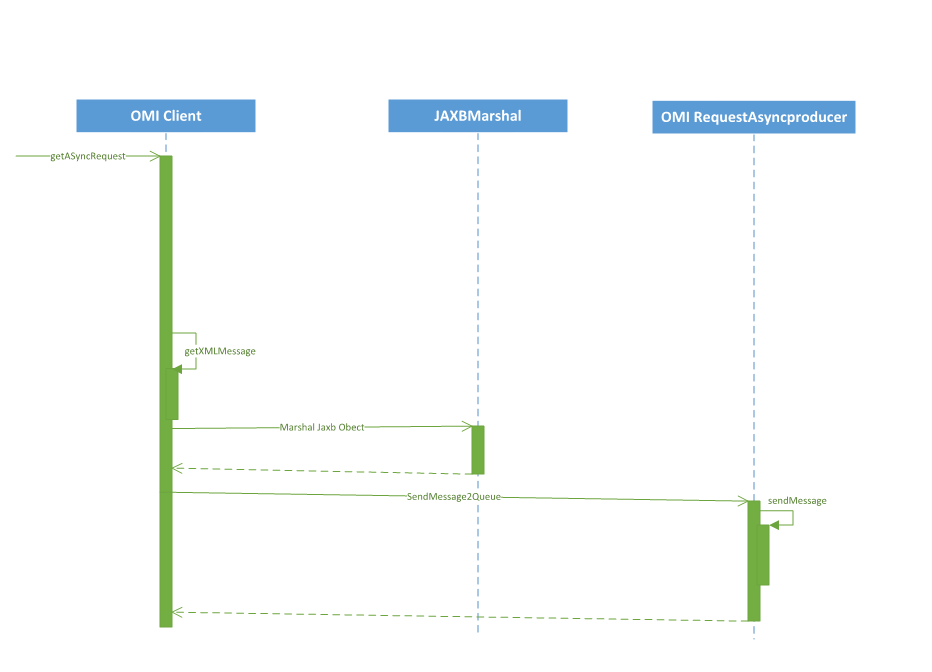 OMI Client
JAXBMarshal
OMI RequestAsyncproducer
getASyncRequest
getXMLMessage
Marshal Jaxb Obect
SendMessage2Queue
sendMessage